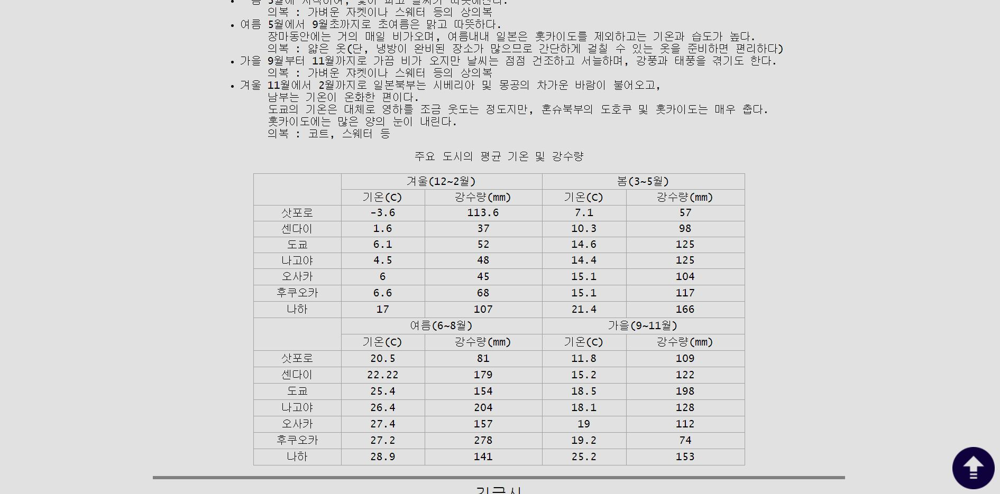 여름 5월에서 9월초까지로 초여름은 맑고 따뜻하다.
의복 : 가벼운 자켓이나 스웨터 등의 상의복
장마동안에는 거의 매일 비가오며, 여름내내 일본은 홋카이도를 제외하고는 기온과 습도가 높다.
의복 : 얇은 옷(단, 냉방이 완비된 장소가 많으므로 간단하게 걸칠 수 있는 옷을 준비하면 편리하다)
가을 9월부터 11월까지로 가끔 비가 오지만 날씨는 점점 건조하고 서늘하며, 강풍과 태풍을 겪기도 한다.
의복 : 가벼운 쟈켓이나 스웨터 등의 상의복
겨울 11월에서 2월까지로 일본북부는 시베리아 및 몽공의 차가운 바람이 불어오고,
남부는 기온이 온화한 편이다.
도쿄의 기온은 대체로 영하를 조금 웃도는 정도지만, 혼슈북부의 도호쿠 및 홋카이도는 매우 춥다.
홋카이도에는 많은 양의 눈이 내린다.
의복 : 코트, 스웨터 등
주요 도시의 평균 기온 및 강수량
겨울(12~2월) 봄(3~5월)
기온(C) 강수량(mm) 기온(C) 강수량(mm)
삿포로 -3.6 113.6 7.1 57
센다이 1.6 37 10.3 98
도쿄 6.1 52 14.6 125
나고야 4.5 48 14.4 125
오사카 6 45 15.1 104
후쿠오카 6.6 68 15.1 117
나하 17 107 21.4 166
여름(6~8월) 가을(9~11월)
기온(C) 강수량(mm) 기온(C) 강수량(mm)
삿포로 20.5 81 11.8 109
센다이 22.22 179 15.2 122
도쿄 25.4 154 18.5 198
나고야 26.4 204 18.1 128
오사카 27.4 157 19 112
후쿠오카 27.2 278 19.2 74
나하 28.9 141 25.2 153